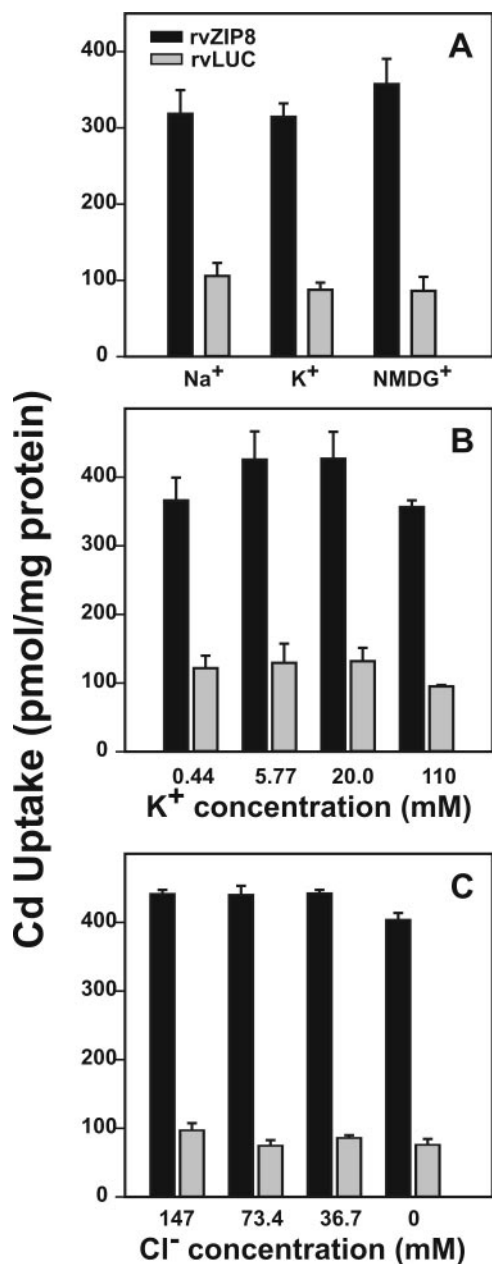 Cd Uptake (pmol/mg protein)
A
rvZIP8
rvLUC
400
300
200
100
0
Na+ K+ NMDG+
B
400
300
200
100
0
0.44 5.77 20.0 110
K+ concentration (mM)
C
400
300
200
100
0
147 73.4 36.7 0
Cl- concentration (mM)